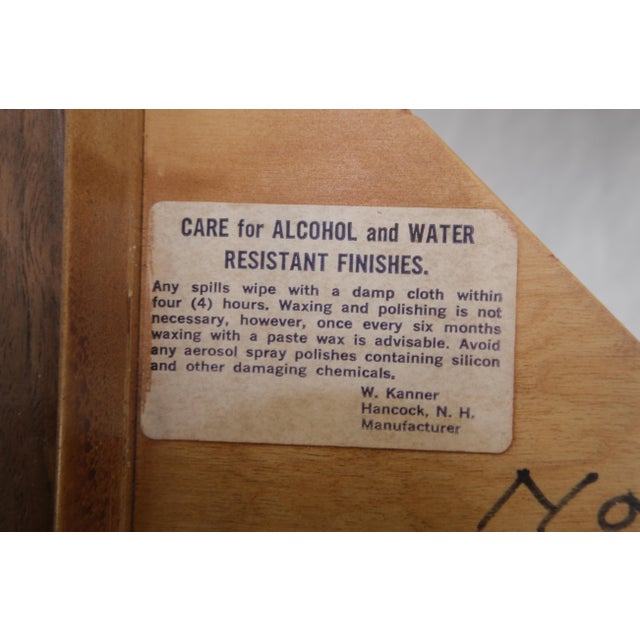 CARE for ALCOHOL and WATER
RESISTANT FINISHES.
Any spills wipe with a damp cloth within
four (4) hours. Waxing and polishing is not
necessary, however, once every six months
waxing with a paste wax is advisable. Avoid
any aerosol spray polishes containing silicon
and other damaging chemicals.
W. Kanner
Hancock, N. H.
Manufacturer
No